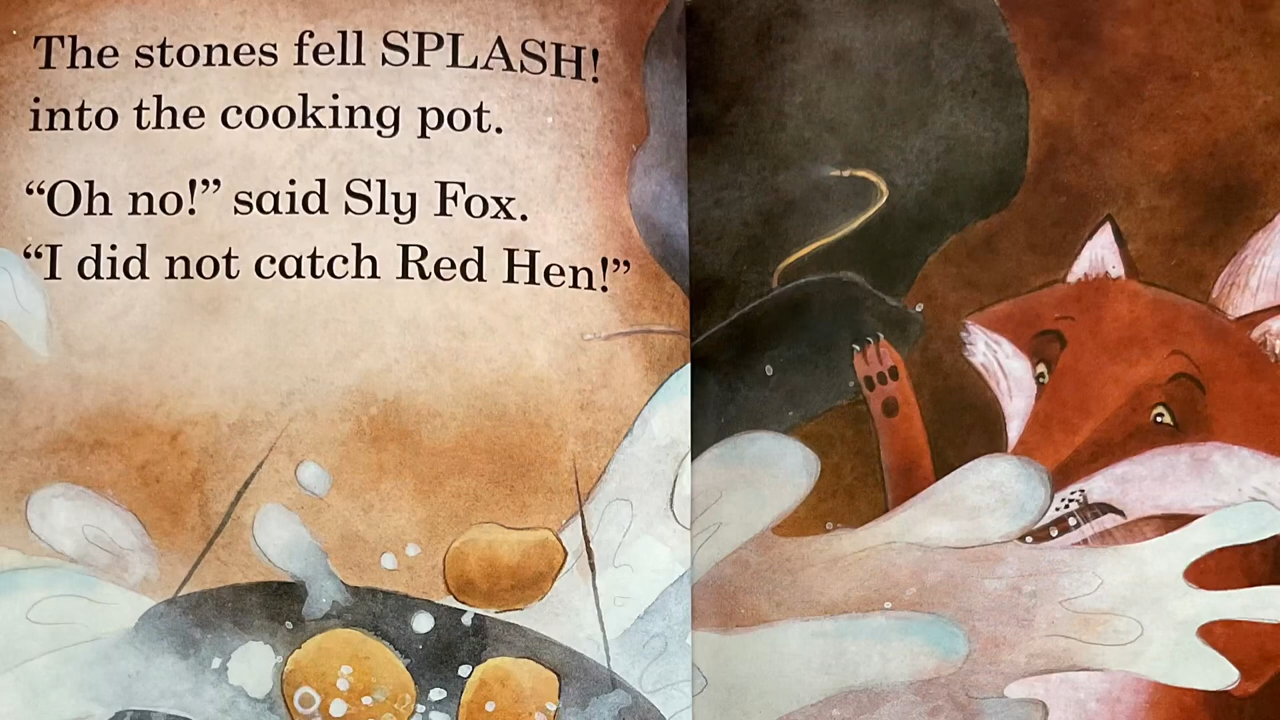 The stones fell SPLASH!
into the cooking pot.
“Oh no!” said Sly Fox.
“I did not catch Red Hen!”